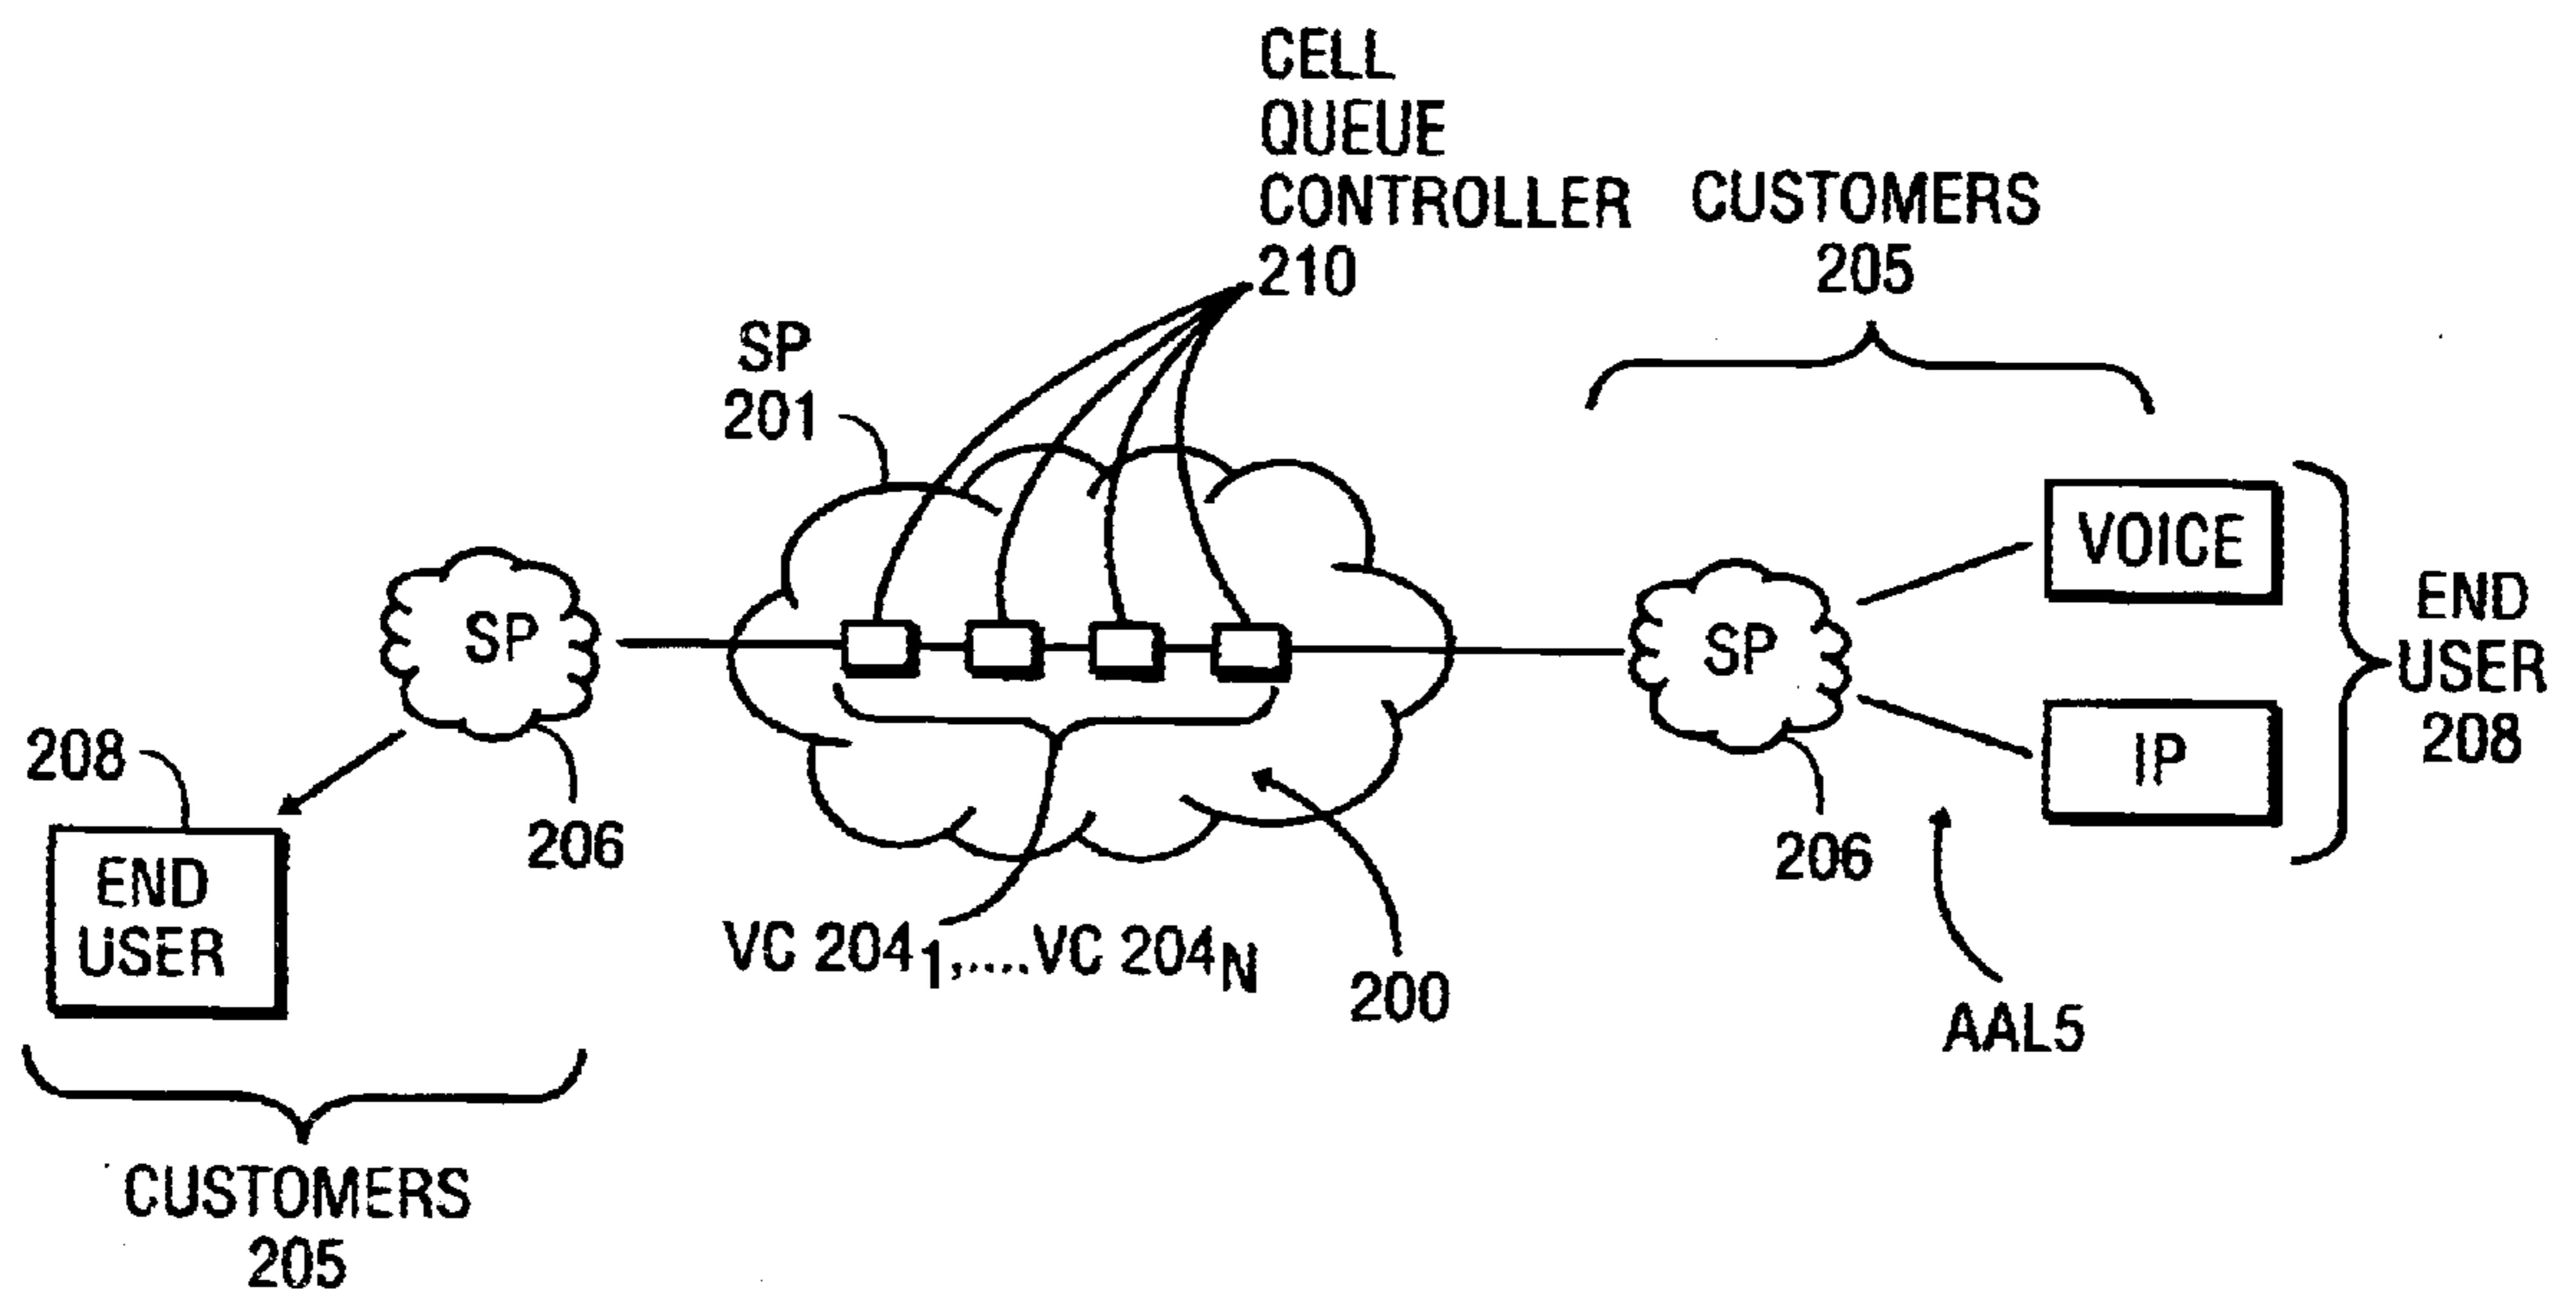 CELL
QUEUE
CONTROLLER
210
CUSTOMERS
205
SP
201
SP
206
208
END
USER
CUSTOMERS
205
VC 204₁,....VC 204N
200
SP
206
VOICE
IP
END
USER
208
AAL5